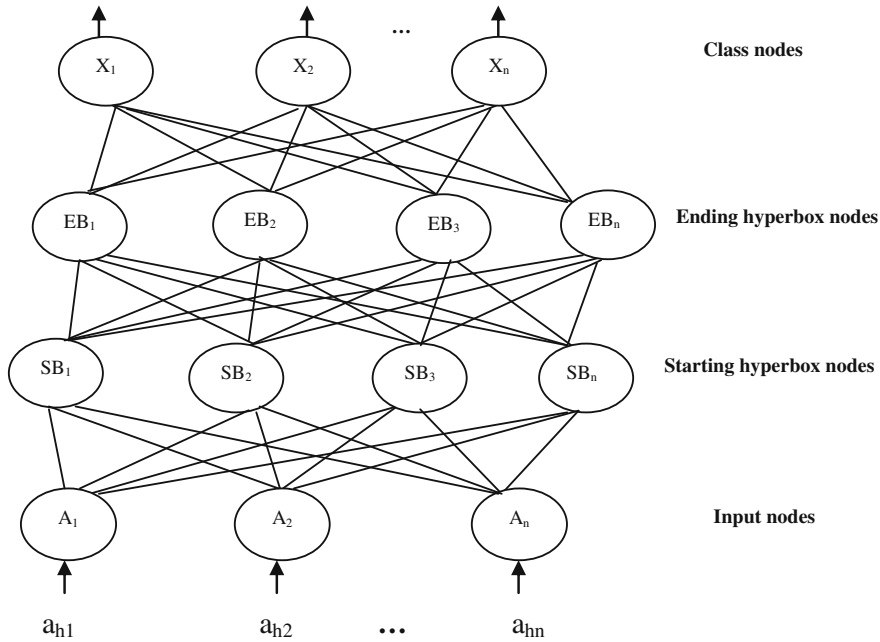 ...
X₁ X₂ Xₙ Class nodes
EB₁ EB₂ EB₃ EBₙ Ending hyperbox nodes
SB₁ SB₂ SB₃ SBₙ Starting hyperbox nodes
A₁ A₂ Aₙ Input nodes
aₕ₁ aₕ₂ ... aₕₙ